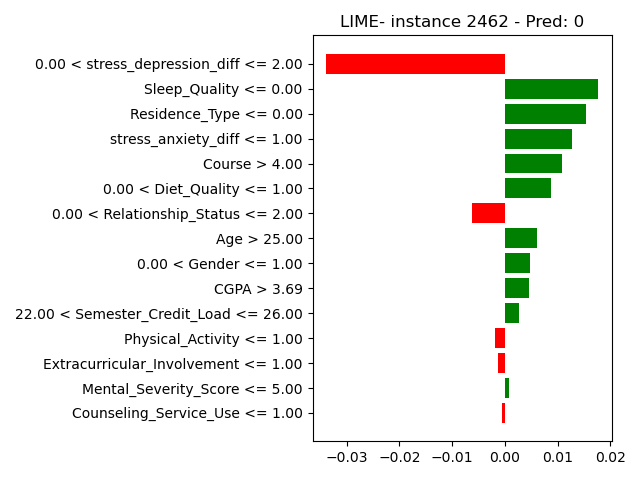 LIME- instance 2462 - Pred: 0
0.00 < stress_depression_diff <= 2.00
Sleep_Quality <= 0.00
Residence_Type <= 0.00
stress_anxiety_diff <= 1.00
Course > 4.00
0.00 < Diet_Quality <= 1.00
0.00 < Relationship_Status <= 2.00
Age > 25.00
0.00 < Gender <= 1.00
CGPA > 3.69
22.00 < Semester_Credit_Load <= 26.00
Physical_Activity <= 1.00
Extracurricular_Involvement <= 1.00
Mental_Severity_Score <= 5.00
Counseling_Service_Use <= 1.00
−0.03 −0.02 −0.01 0.00 0.01 0.02